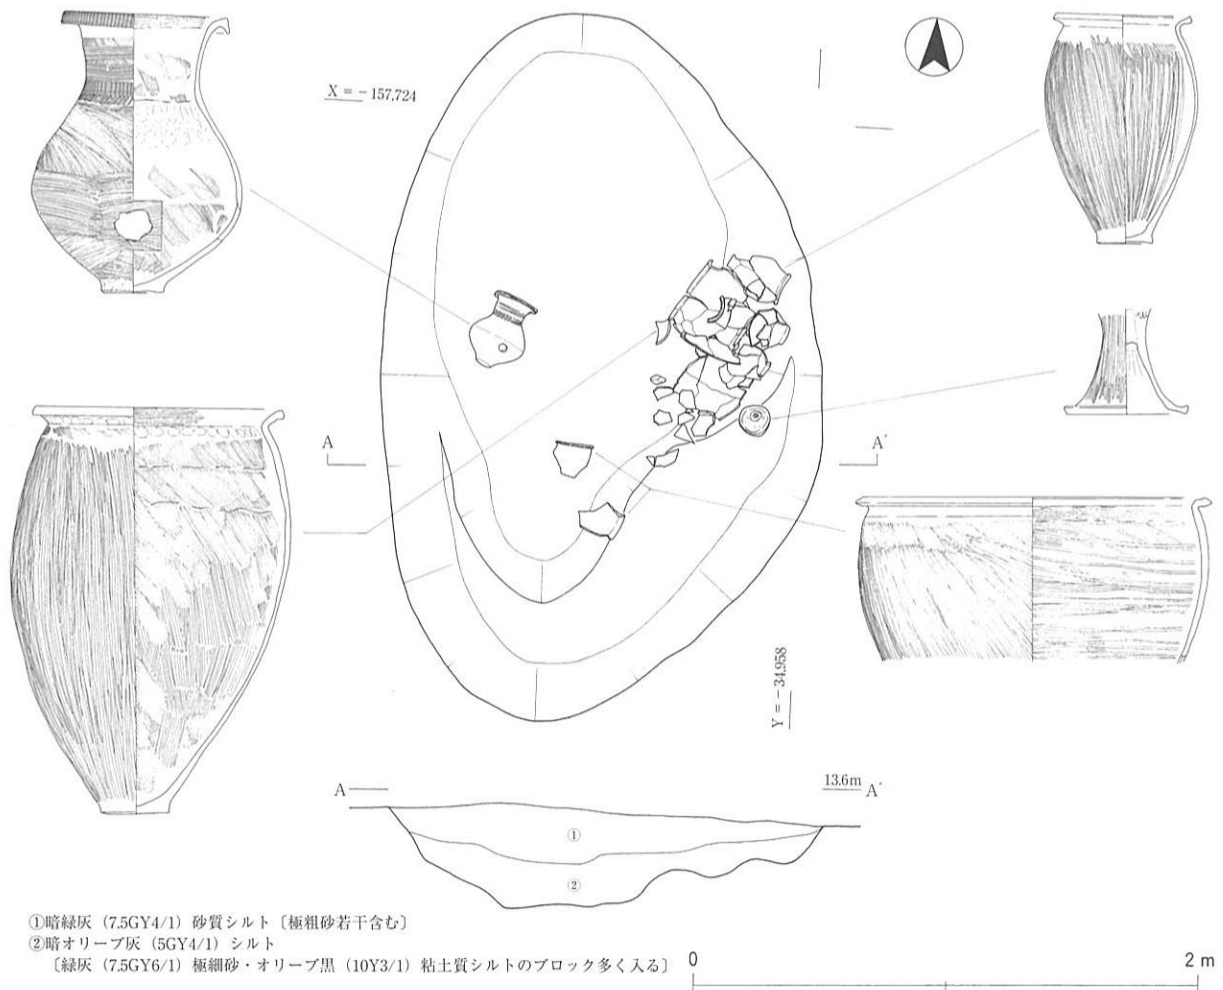 X = −157,724
A
A´
Y = −34,958
A
13.6m
A´
①
②
①暗緑灰（7.5GY4/1）砂質シルト〔極粗砂若干含む〕
②暗オリーブ灰（5GY4/1）シルト
〔緑灰（7.5GY6/1）極細砂・オリーブ黒（10Y3/1）粘土質シルトのブロック多く入る〕
0
2 m